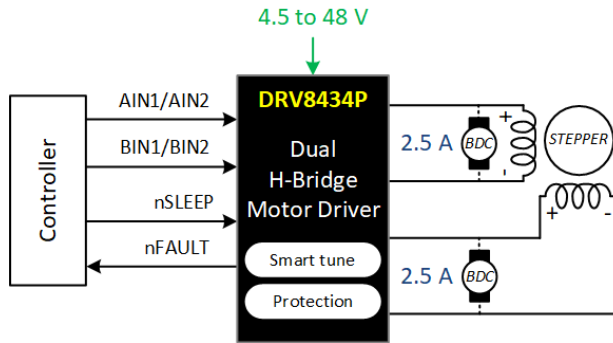 4.5 to 48 V
Controller
AIN1/AIN2
BIN1/BIN2
nSLEEP
nFAULT
DRV8434P
Dual
H-Bridge
Motor Driver
Smart tune
Protection
2.5 A
BDC
+
-
STEPPER
+
-
2.5 A
BDC